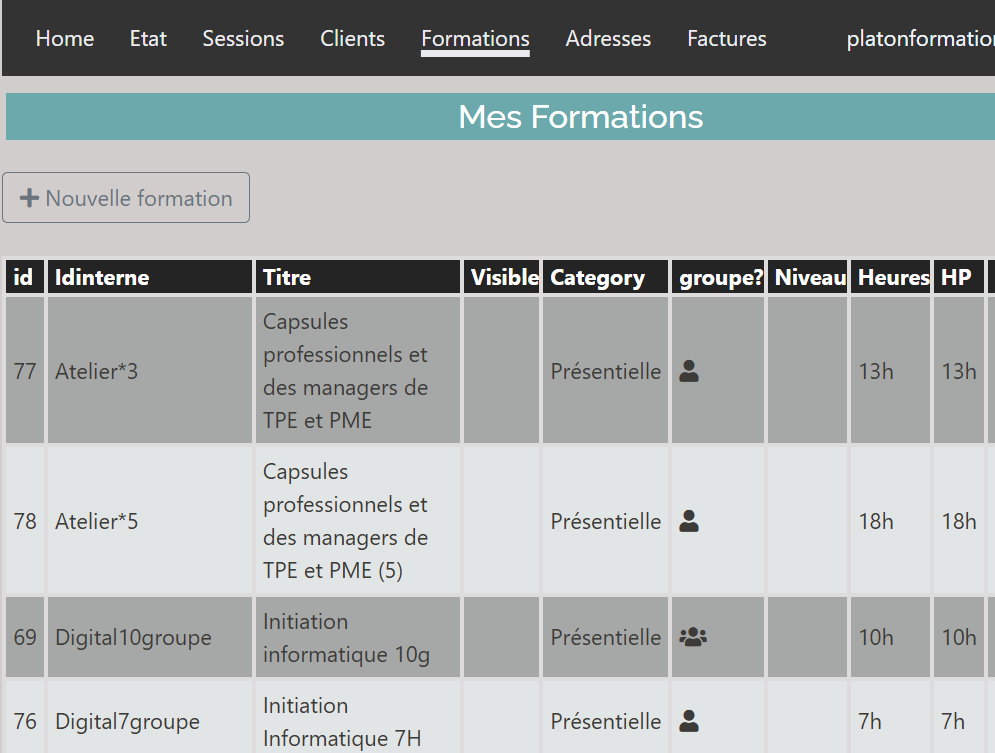 Home Etat Sessions Clients Formations Adresses Factures
Mes Formations
Nouvelle formation
id Idinterne Titre Visible Category groupe? Niveau Heures HP
77 Atelier*3 Capsules professionnels et des managers de TPE et PME Présentielle 13h 13h
78 Atelier*5 Capsules professionnels et des managers de TPE et PME (5) Présentielle 18h 18h
69 Digital10groupe Initiation informatique 10g Présentielle 10h 10h
76 Digital7groupe Initiation Informatique 7H Présentielle 7h 7h